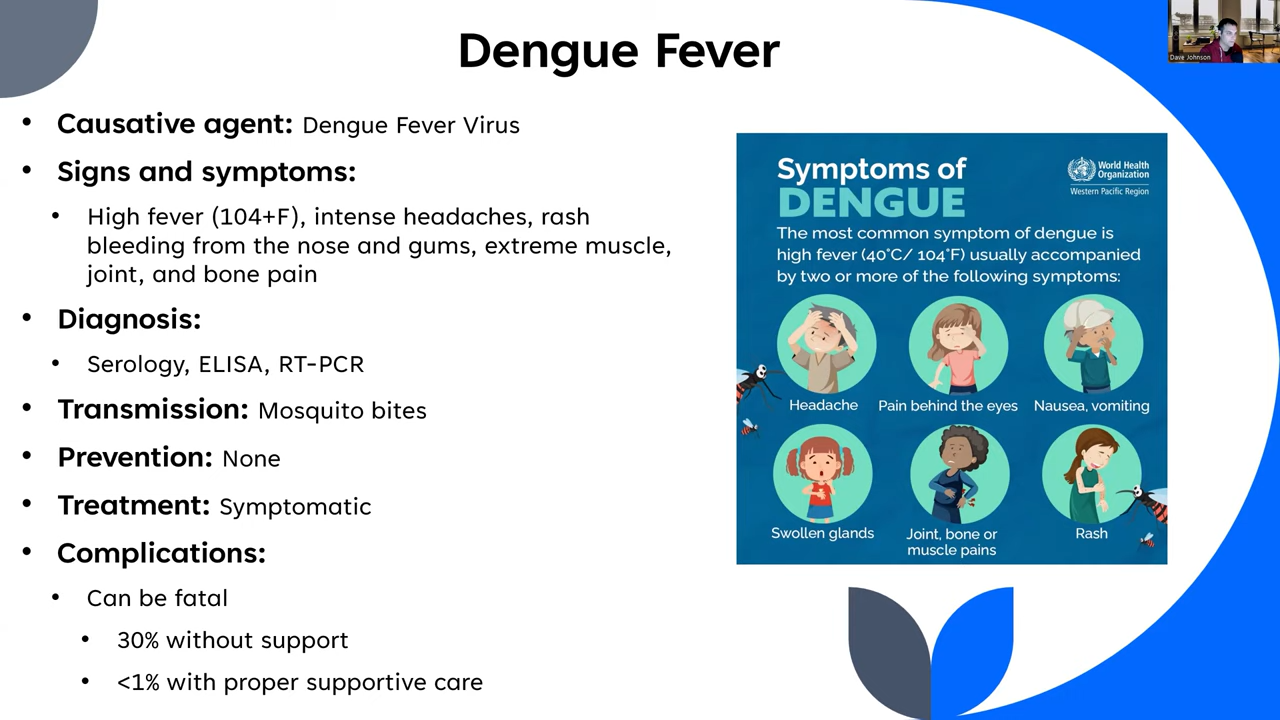 Dengue Fever
Dave Johnson
• Causative agent: Dengue Fever Virus
• Signs and symptoms:
• High fever (104+F), intense headaches, rash
bleeding from the nose and gums, extreme muscle,
joint, and bone pain
• Diagnosis:
• Serology, ELISA, RT-PCR
• Transmission: Mosquito bites
• Prevention: None
• Treatment: Symptomatic
• Complications:
• Can be fatal
• 30% without support
• <1% with proper supportive care
Symptoms of
DENGUE
World Health
Organization
Western Pacific Region
The most common symptom of dengue is
high fever (40°C/ 104°F) usually accompanied
by two or more of the following symptoms:
Headache
Pain behind the eyes
Nausea, vomiting
Swollen glands
Joint, bone or
muscle pains
Rash